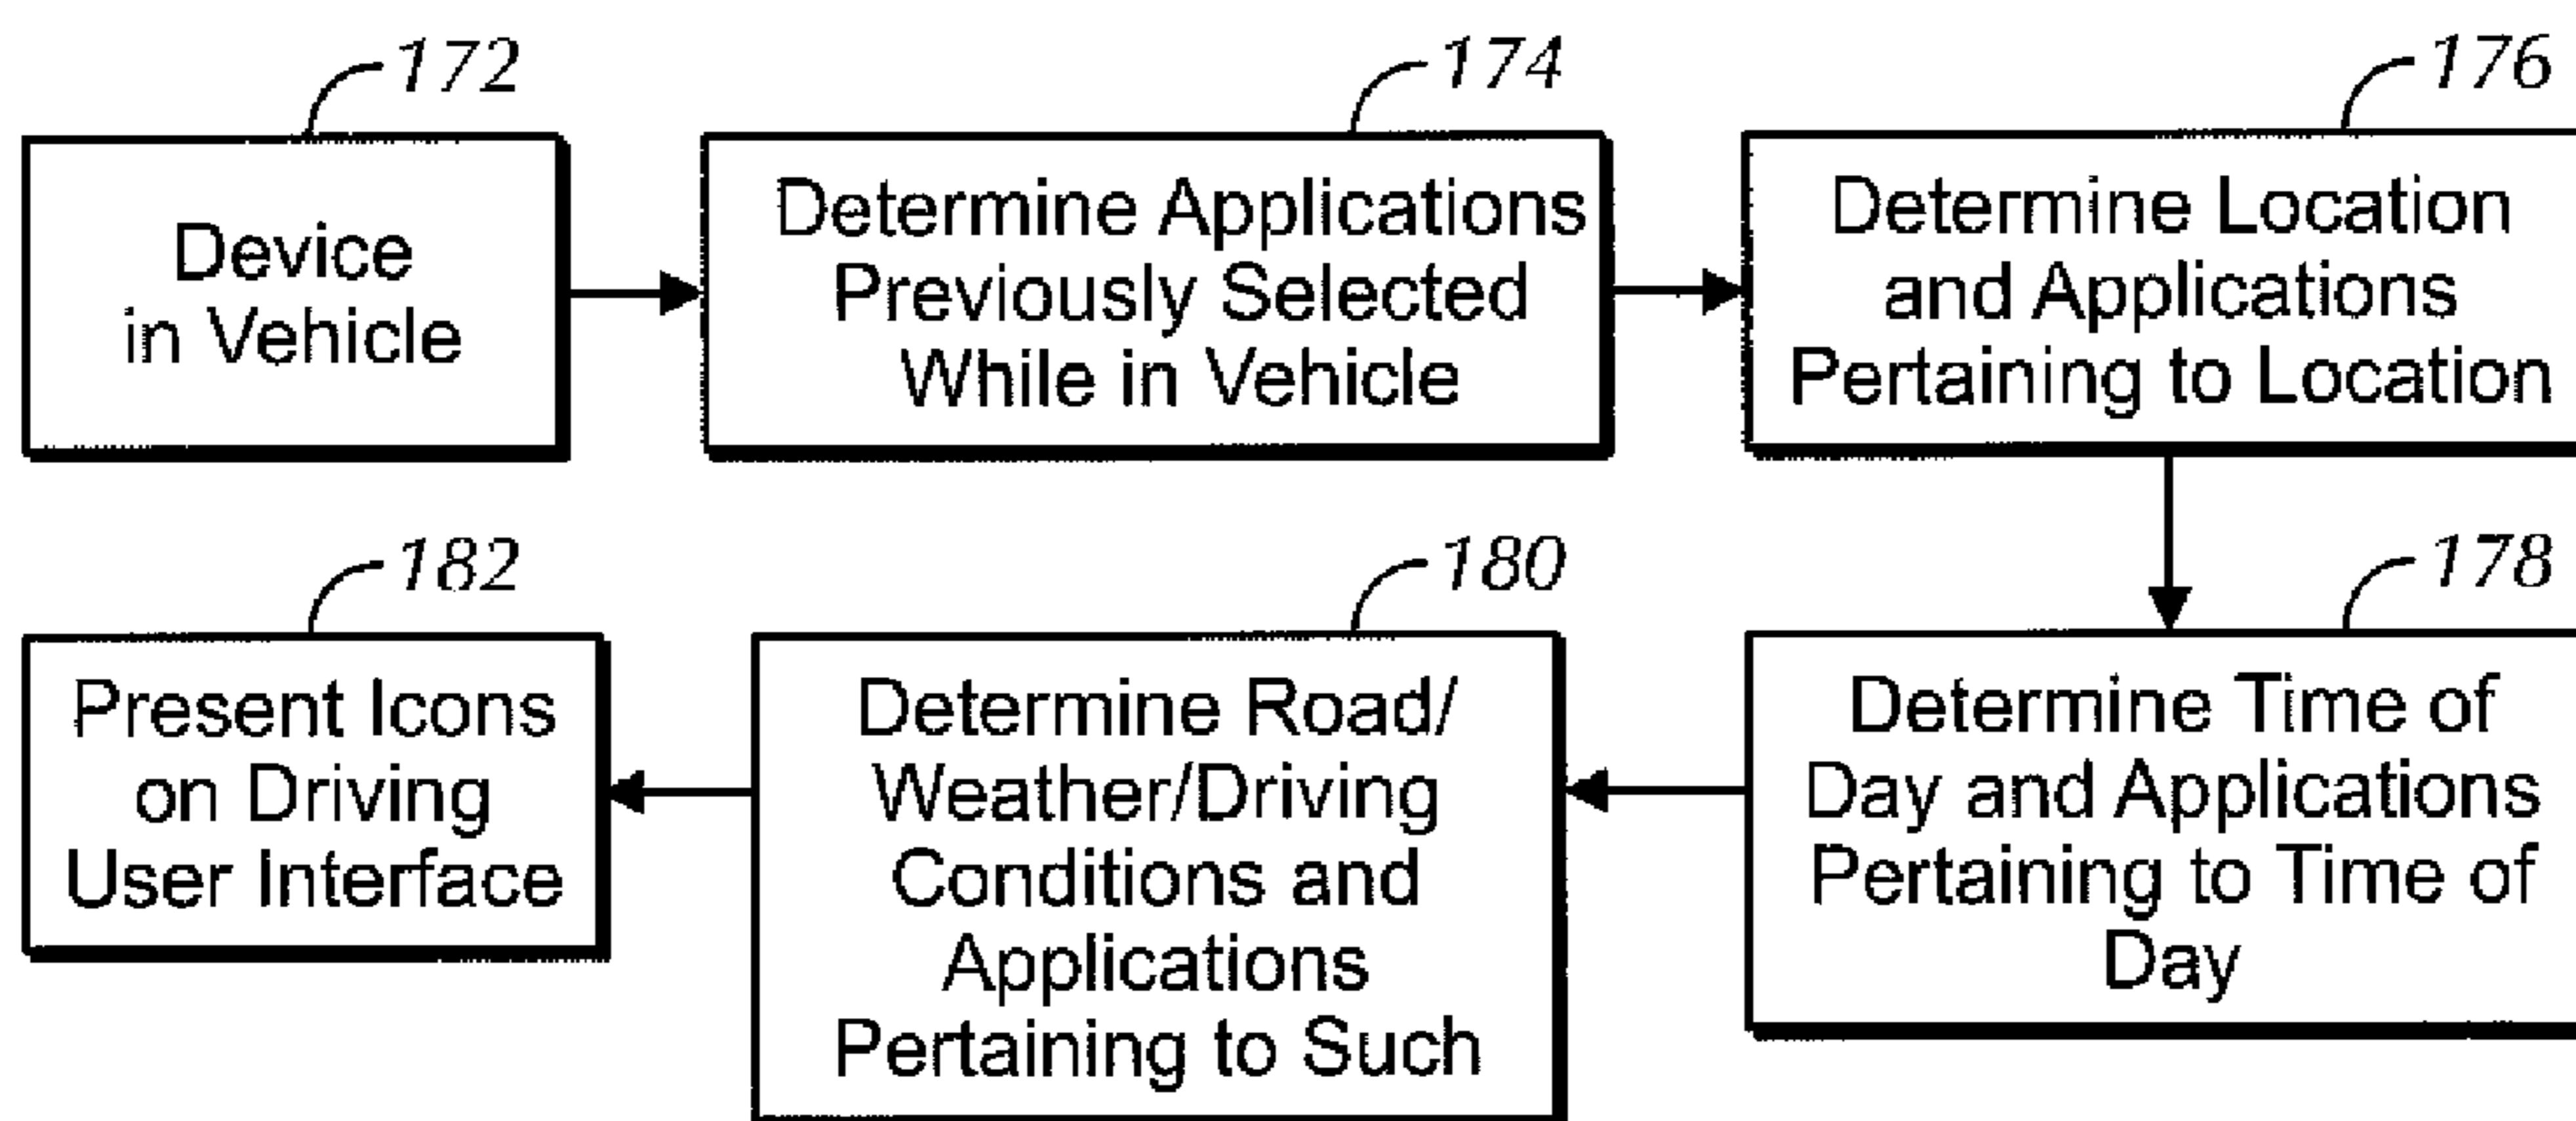 172
Device
in Vehicle
174
Determine Applications
Previously Selected
While in Vehicle
176
Determine Location
and Applications
Pertaining to Location
178
Determine Time of
Day and Applications
Pertaining to Time of
Day
180
Determine Road/
Weather/Driving
Conditions and
Applications
Pertaining to Such
182
Present Icons
on Driving
User Interface